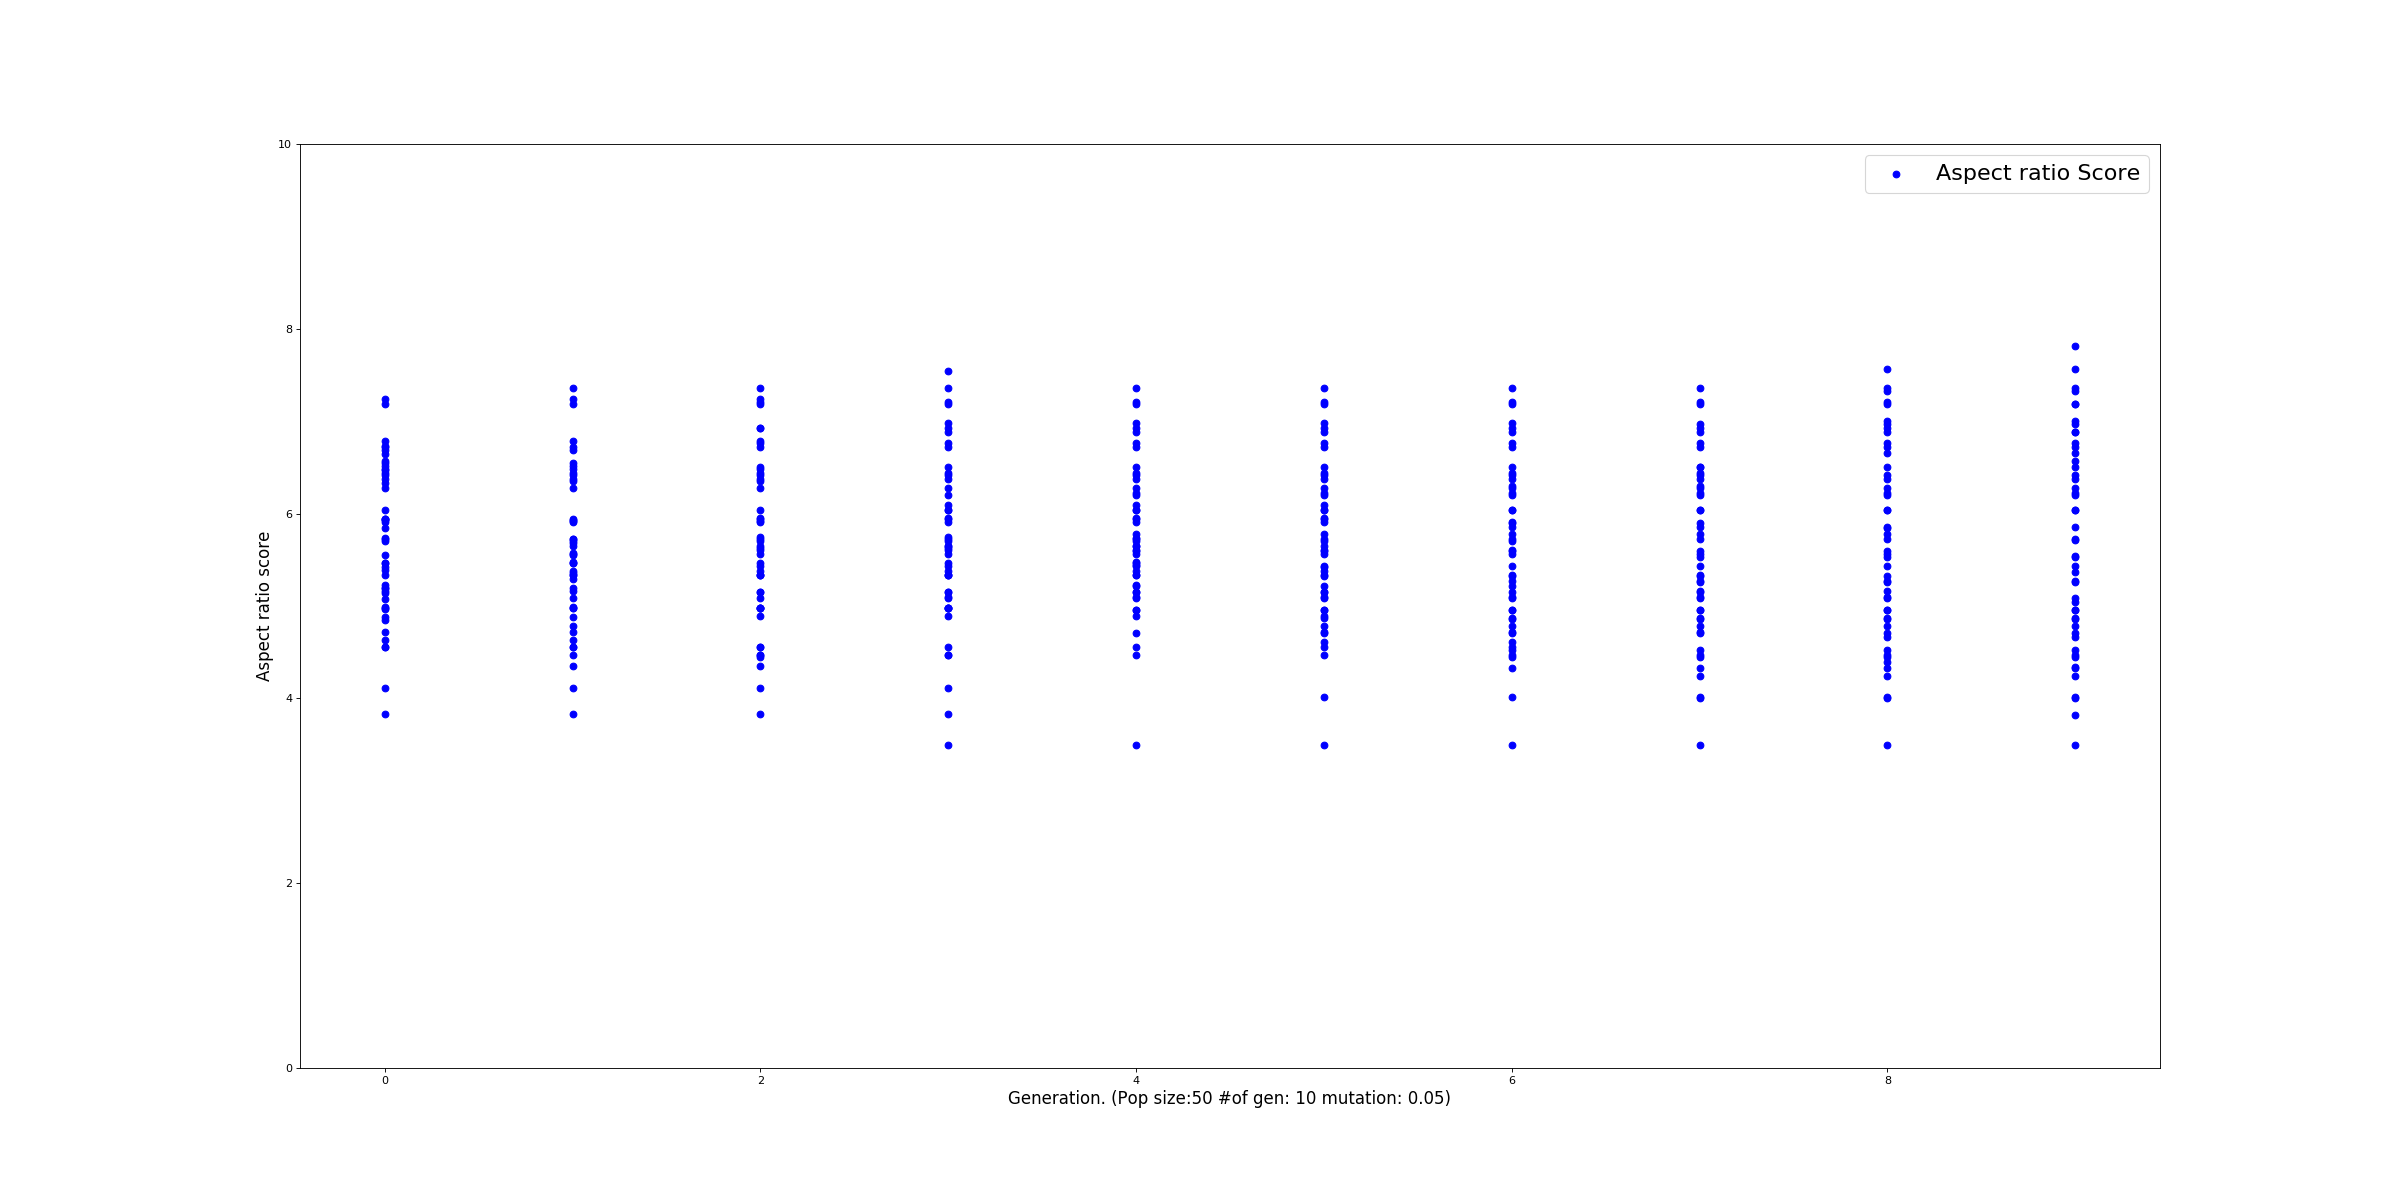 Aspect ratio Score
10
8
6
4
2
0
Aspect ratio score
0 2 4 6 8
Generation. (Pop size:50 #of gen: 10 mutation: 0.05)